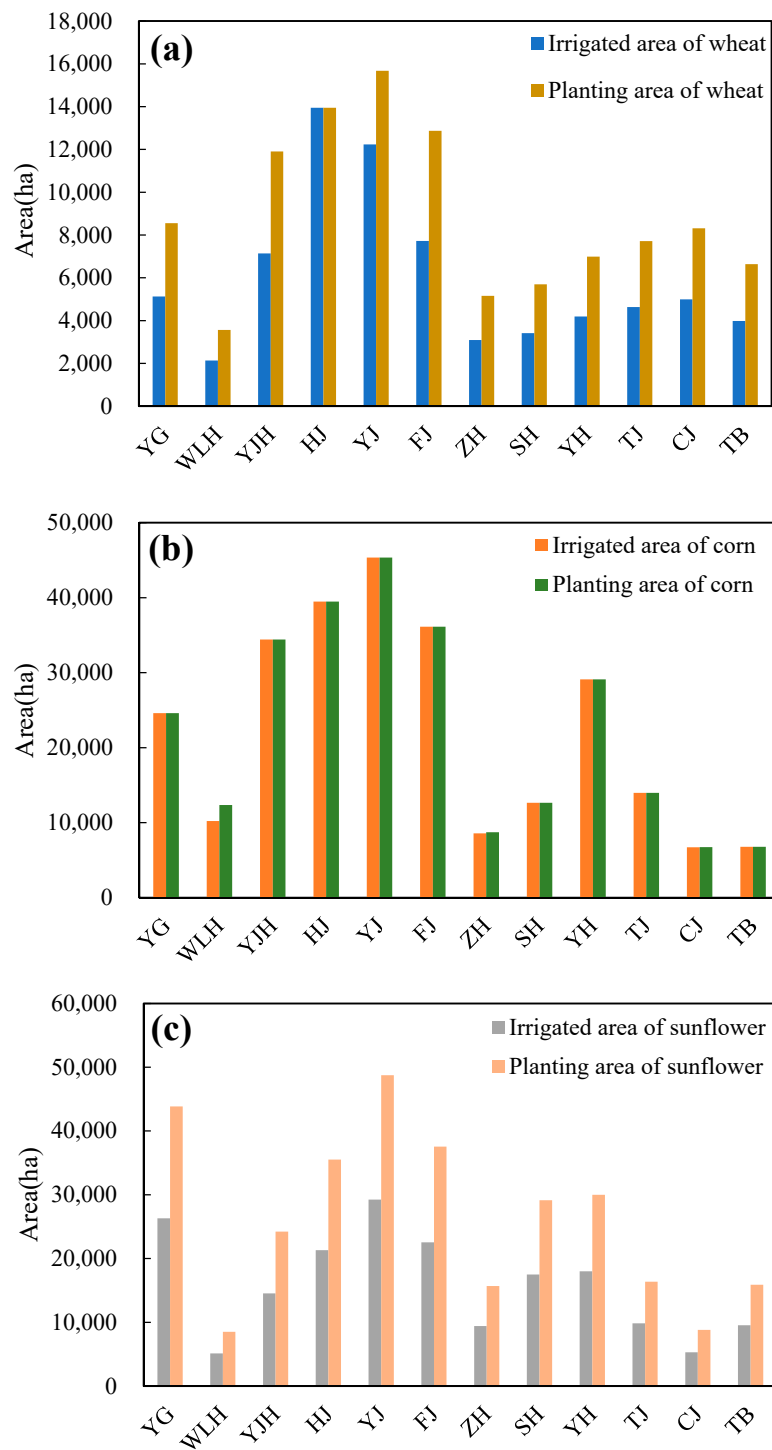 (a)
Irrigated area of wheat
Planting area of wheat
Area(ha)
18,000
16,000
14,000
12,000
10,000
8,000
6,000
4,000
2,000
0
YG WLH YJH HJ YJ FJ ZH SH YH TJ CJ TB
(b)
Irrigated area of corn
Planting area of corn
Area(ha)
50,000
40,000
30,000
20,000
10,000
0
YG WLH YJH HJ YJ FJ ZH SH YH TJ CJ TB
(c)
Irrigated area of sunflower
Planting area of sunflower
Area(ha)
60,000
50,000
40,000
30,000
20,000
10,000
0
YG WLH YJH HJ YJ FJ ZH SH YH TJ CJ TB